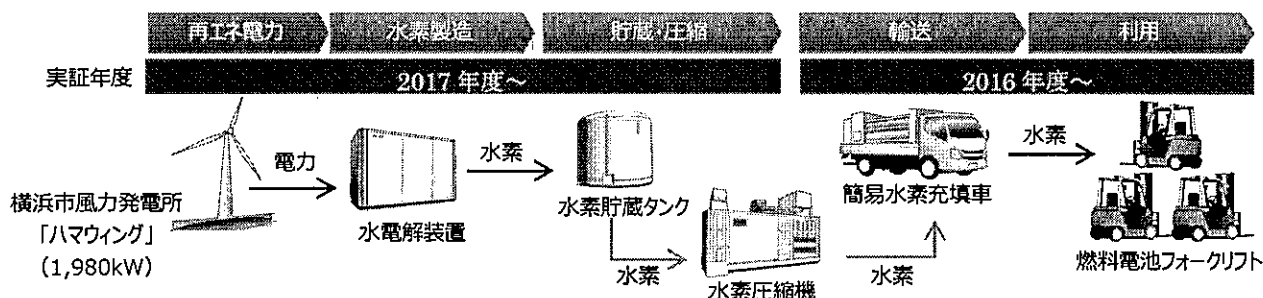 再エネ電力
水素製造
貯蔵・圧縮
輸送
利用
実証年度
2017 年度～
2016 年度～
電力
水素
水素
横浜市風力発電所
「ハマウィング」
（1,980kW）
水電解装置
水素貯蔵タンク
簡易水素充填車
水素
水素圧縮機
水素
燃料電池フォークリフト